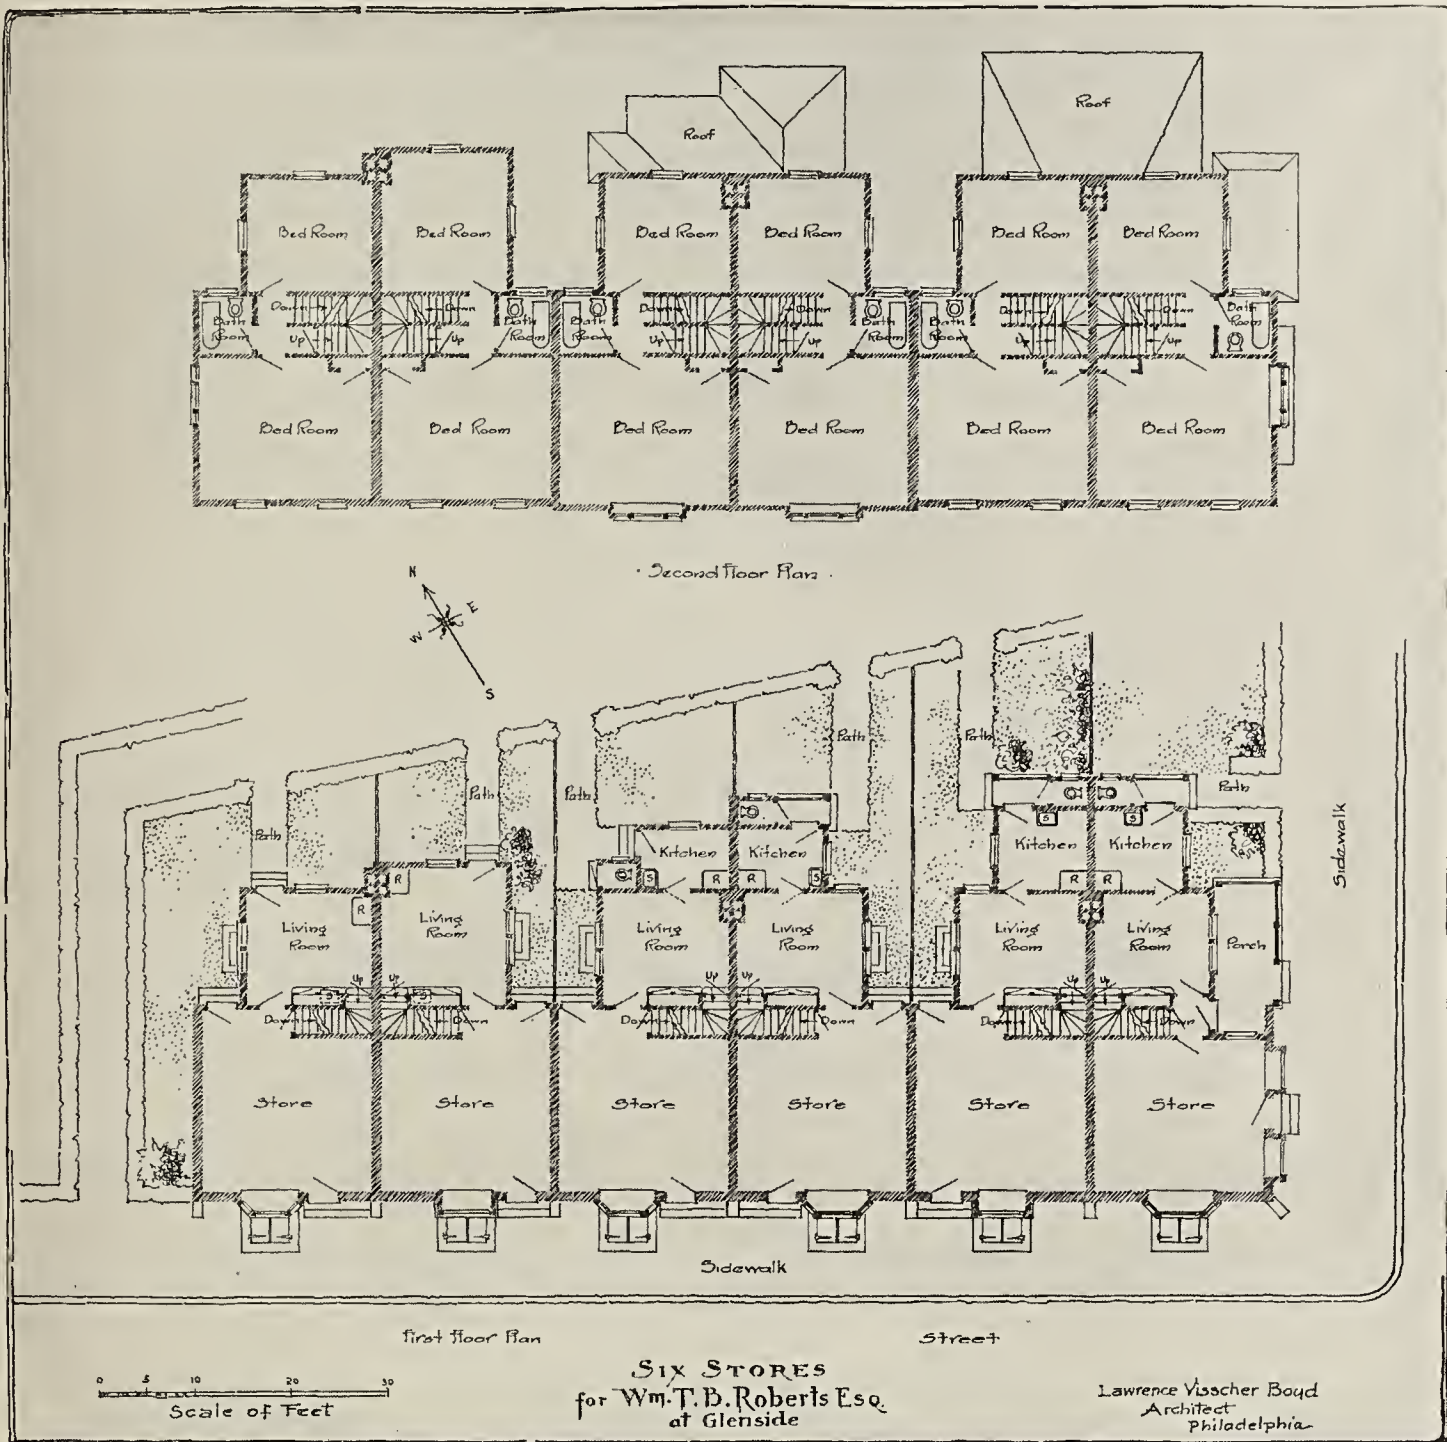 Roof
Roof
Bed Room
Bed Room
Bed Room
Bed Room
Bed Room
Bed Room
Down
Down
Down
Down
Down
Down
Bath
Room
Bath
Room
Bath
Room
Bath
Room
Bath
Room
Bath
Room
Up
Up
Up
Up
Up
Up
Bed Room
Bed Room
Bed Room
Bed Room
Bed Room
Bed Room
Second Floor Plan
N
E
W
S
Path
Path
Path
Path
Path
Path
Sidewalk
Kitchen
Kitchen
Kitchen
Kitchen
S
S
S
S
R
R
R
R
R
R
Living
Room
Living
Room
Living
Room
Living
Room
Living
Room
Living
Room
Porch
Up
Up
Up
Up
Up
Up
S
S
Down
Down
Down
Down
Down
Down
Store
Store
Store
Store
Store
Store
Sidewalk
First Floor Plan
Street
0 5 10 20 30
Scale of Feet
Six Stores
for Wm. T. B. Roberts Esq.
at Glenside
Lawrence Visscher Boyd
Architect
Philadelphia